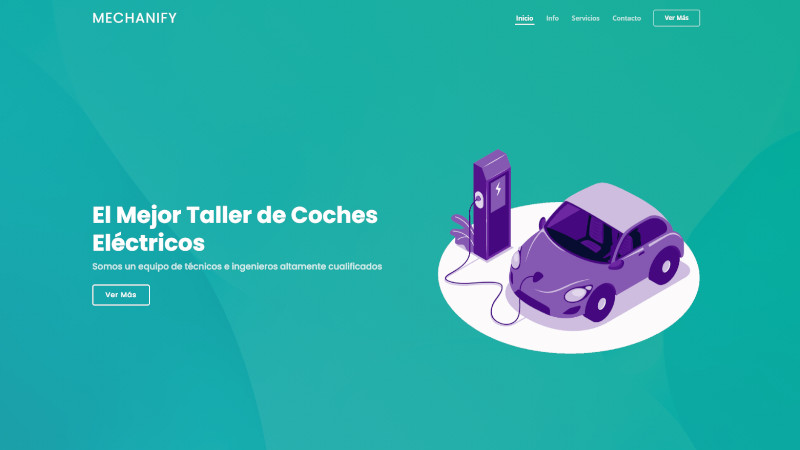 MECHANIFY
Inicio Info Servicios Contacto Ver Más
El Mejor Taller de Coches
Eléctricos
Somos un equipo de técnicos e ingenieros altamente cualificados
Ver Más